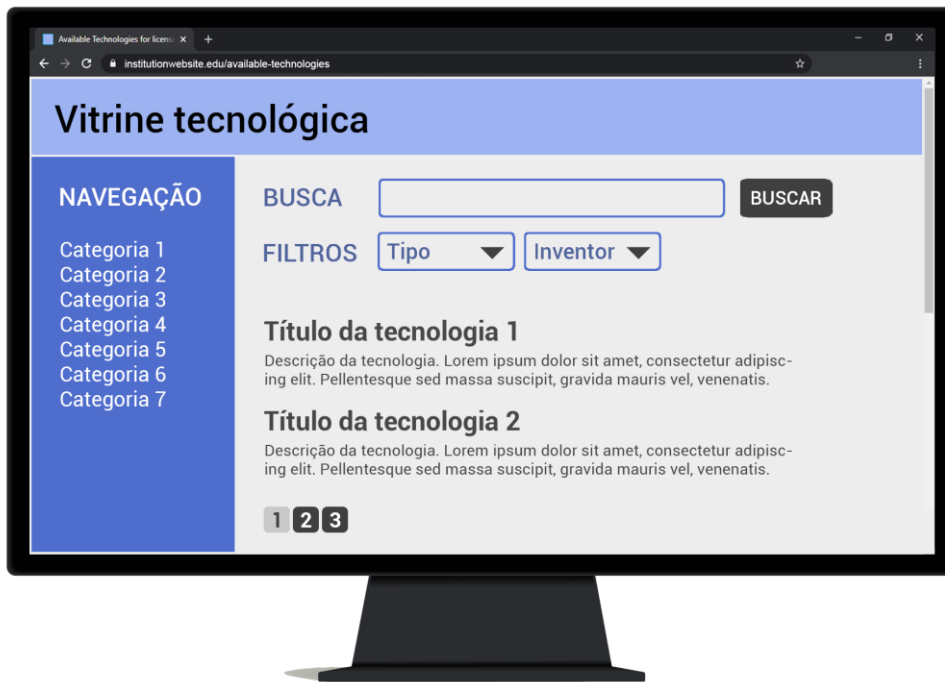 Available Technologies for licens
institutionwebsite.edu/available-technologies
Vitrine tecnológica
NAVEGAÇÃO
Categoria 1
Categoria 2
Categoria 3
Categoria 4
Categoria 5
Categoria 6
Categoria 7
BUSCA
BUSCAR
FILTROS Tipo Inventor
Título da tecnologia 1
Descrição da tecnologia. Lorem ipsum dolor sit amet, consectetur adipisc-
ing elit. Pellentesque sed massa suscipit, gravida mauris vel, venenatis.
Título da tecnologia 2
Descrição da tecnologia. Lorem ipsum dolor sit amet, consectetur adipisc-
ing elit. Pellentesque sed massa suscipit, gravida mauris vel, venenatis.
1 2 3